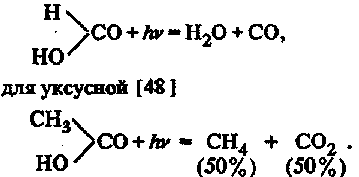 H
CO + hν = H₂O + CO,
HO
для уксусной [48]
CH₃
CO + hν = CH₄ + CO₂ .
HO (50%) (50%)